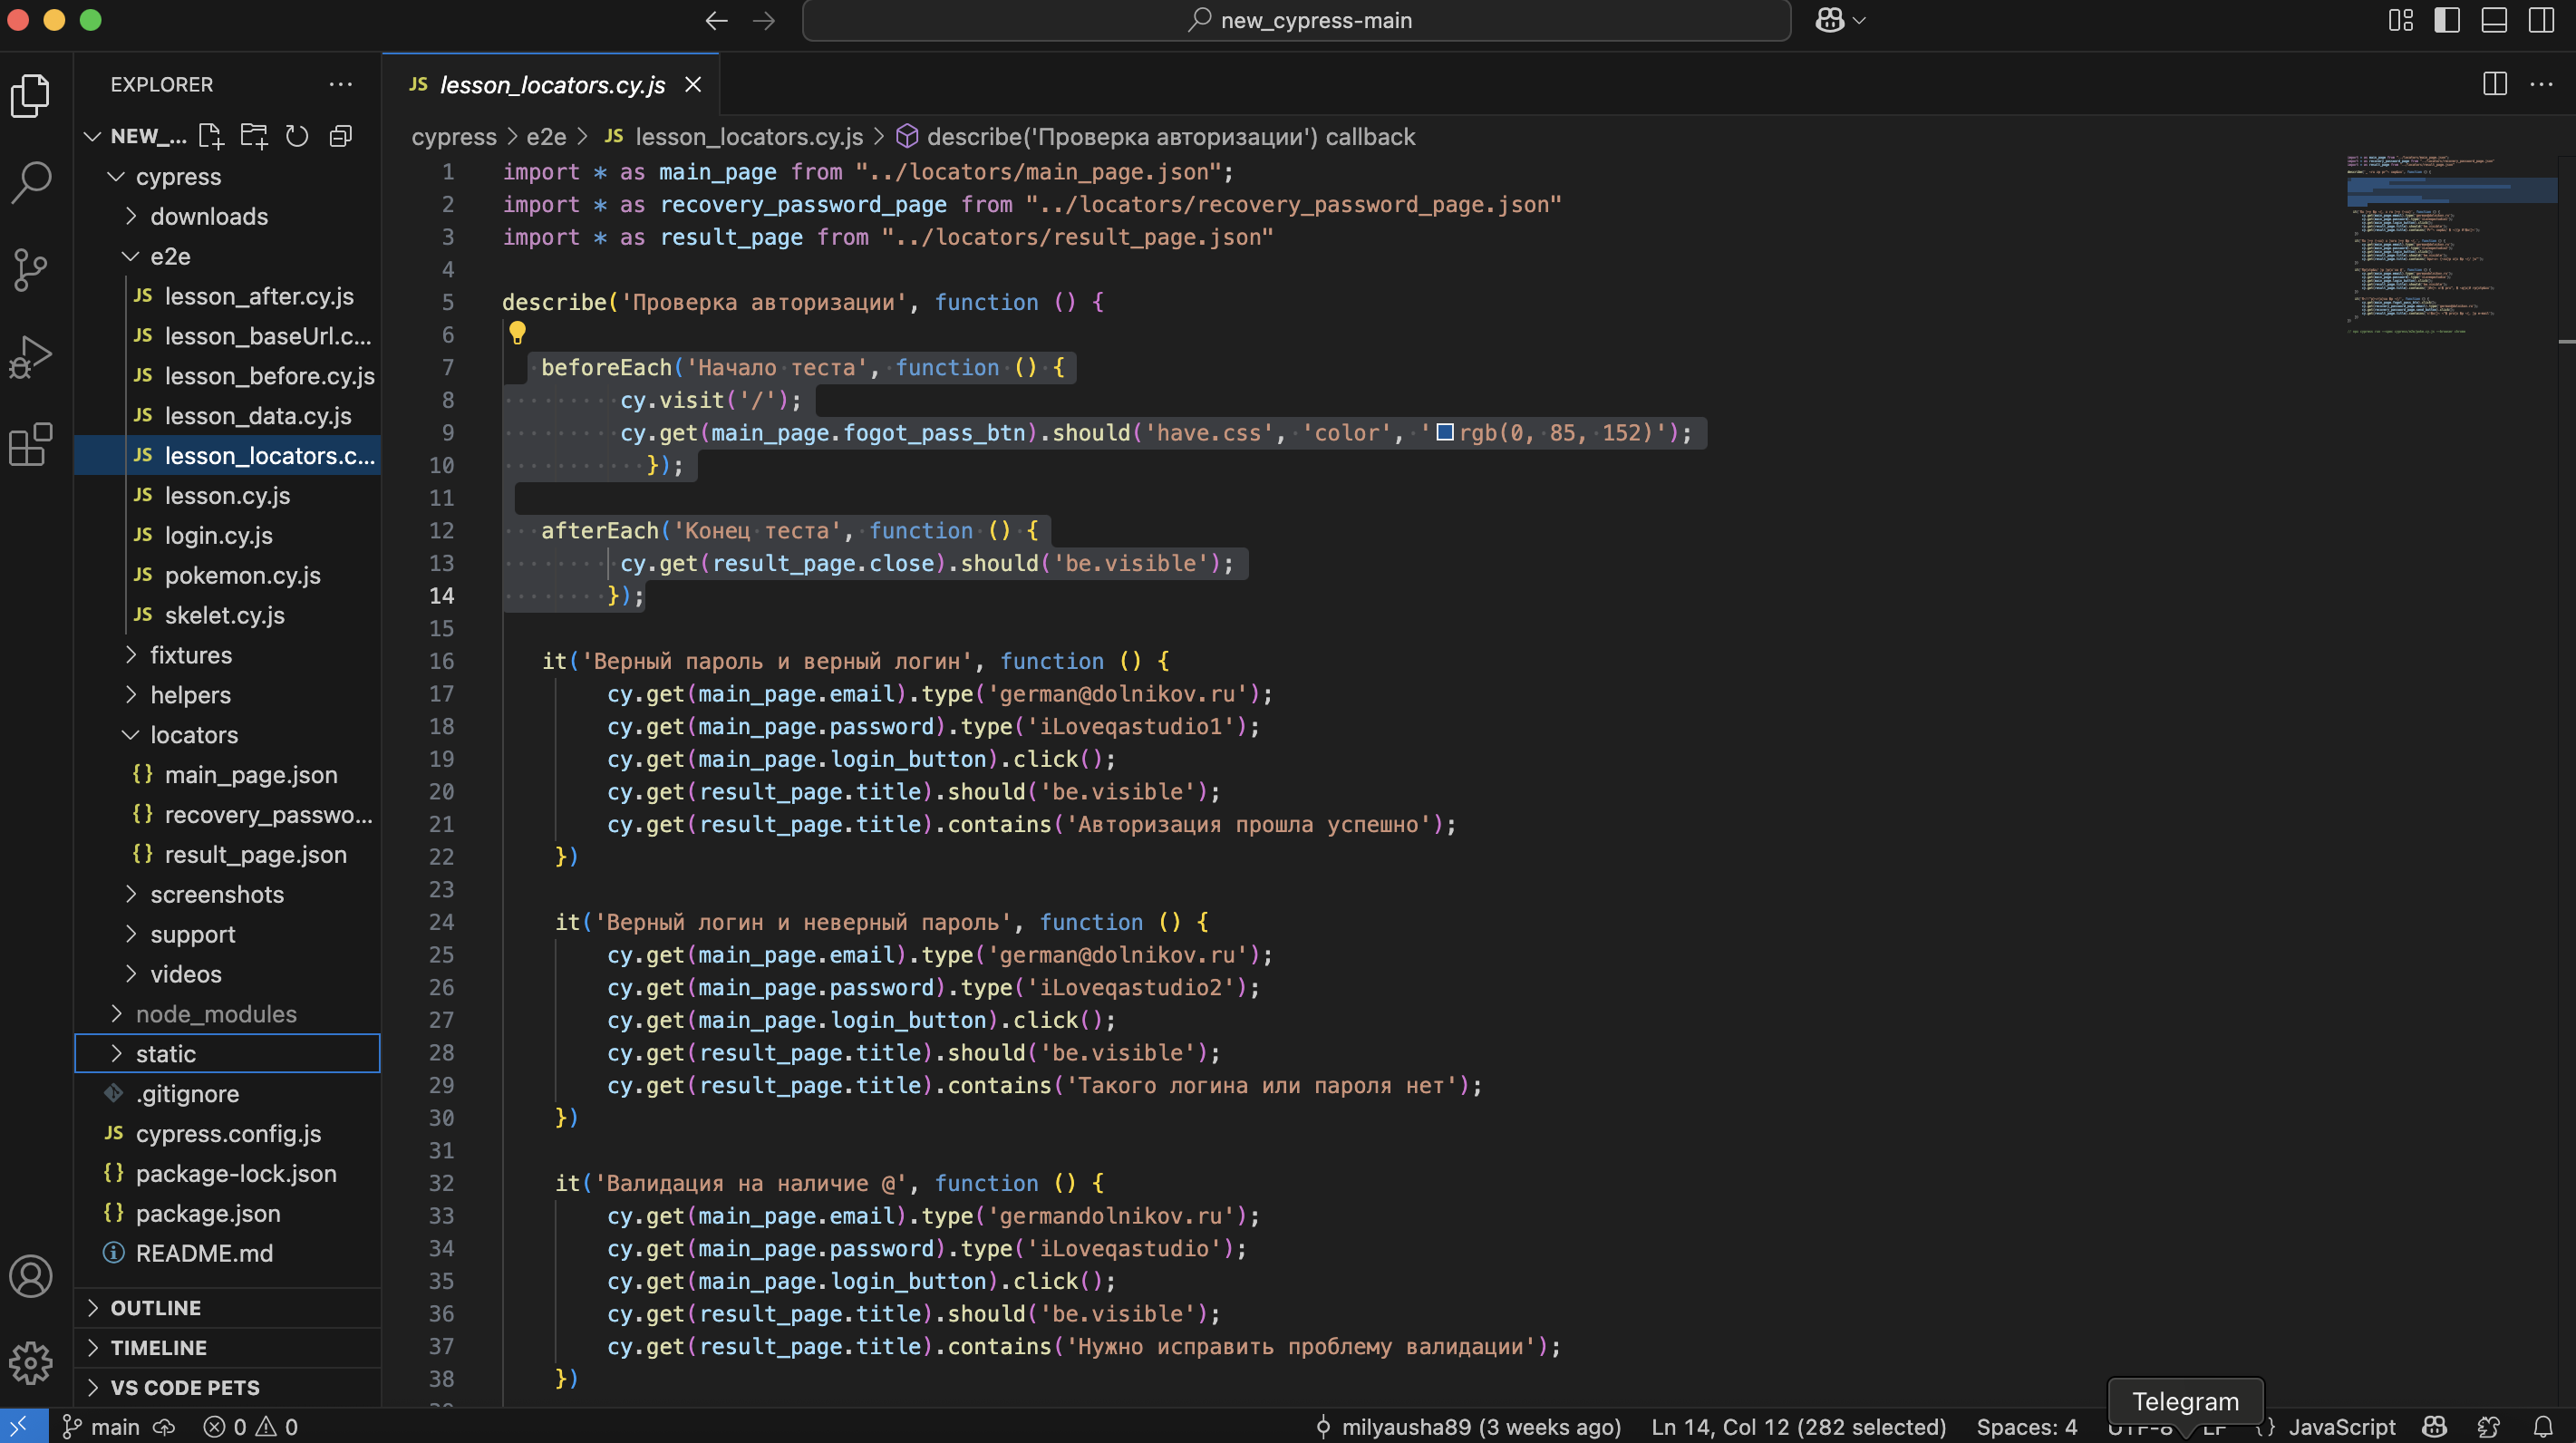 new_cypress-main
EXPLORER
NEW_...
cypress
downloads
e2e
JS lesson_after.cy.js
JS lesson_baseUrl.c...
JS lesson_before.cy.js
JS lesson_data.cy.js
JS lesson_locators.c...
JS lesson.cy.js
JS login.cy.js
JS pokemon.cy.js
JS skelet.cy.js
fixtures
helpers
locators
{} main_page.json
{} recovery_passwo...
{} result_page.json
screenshots
support
videos
node_modules
static
.gitignore
JS cypress.config.js
{} package-lock.json
{} package.json
README.md
OUTLINE
TIMELINE
VS CODE PETS
JS lesson_locators.cy.js
cypress > e2e > JS lesson_locators.cy.js > describe('Проверка авторизации') callback
1 import * as main_page from "../locators/main_page.json";
2 import * as recovery_password_page from "../locators/recovery_password_page.json"
3 import * as result_page from "../locators/result_page.json"
4
5 describe('Проверка авторизации', function () {
6
7 beforeEach('Начало теста', function () {
8 cy.visit('/');
9 cy.get(main_page.fogot_pass_btn).should('have.css', 'color', 'rgb(0, 85, 152)');
10 });
11
12 afterEach('Конец теста', function () {
13 cy.get(result_page.close).should('be.visible');
14 });
15
16 it('Верный пароль и верный логин', function () {
17 cy.get(main_page.email).type('german@dolnikov.ru');
18 cy.get(main_page.password).type('iLoveqastudio1');
19 cy.get(main_page.login_button).click();
20 cy.get(result_page.title).should('be.visible');
21 cy.get(result_page.title).contains('Авторизация прошла успешно');
22 })
23
24 it('Верный логин и неверный пароль', function () {
25 cy.get(main_page.email).type('german@dolnikov.ru');
26 cy.get(main_page.password).type('iLoveqastudio2');
27 cy.get(main_page.login_button).click();
28 cy.get(result_page.title).should('be.visible');
29 cy.get(result_page.title).contains('Такого логина или пароля нет');
30 })
31
32 it('Валидация на наличие @', function () {
33 cy.get(main_page.email).type('germandolnikov.ru');
34 cy.get(main_page.password).type('iLoveqastudio');
35 cy.get(main_page.login_button).click();
36 cy.get(result_page.title).should('be.visible');
37 cy.get(result_page.title).contains('Нужно исправить проблему валидации');
38 })
Telegram
main 0 0 milyausha89 (3 weeks ago) Ln 14, Col 12 (282 selected) Spaces: 4 UTF-8 LF {} JavaScript